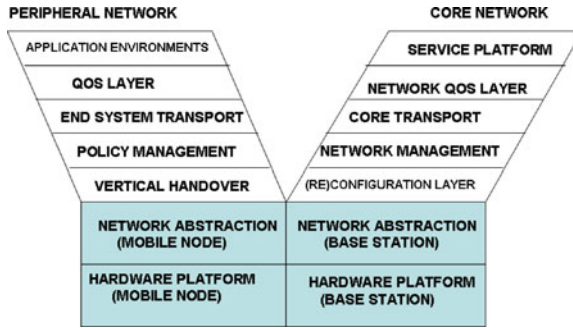 PERIPHERAL NETWORK
APPLICATION ENVIRONMENTS
QOS LAYER
END SYSTEM TRANSPORT
POLICY MANAGEMENT
VERTICAL HANDOVER
CORE NETWORK
SERVICE PLATFORM
NETWORK QOS LAYER
CORE TRANSPORT
NETWORK MANAGEMENT
(RE)CONFIGURATION LAYER
NETWORK ABSTRACTION
(MOBILE NODE)
NETWORK ABSTRACTION
(BASE STATION)
HARDWARE PLATFORM
(MOBILE NODE)
HARDWARE PLATFORM
(BASE STATION)